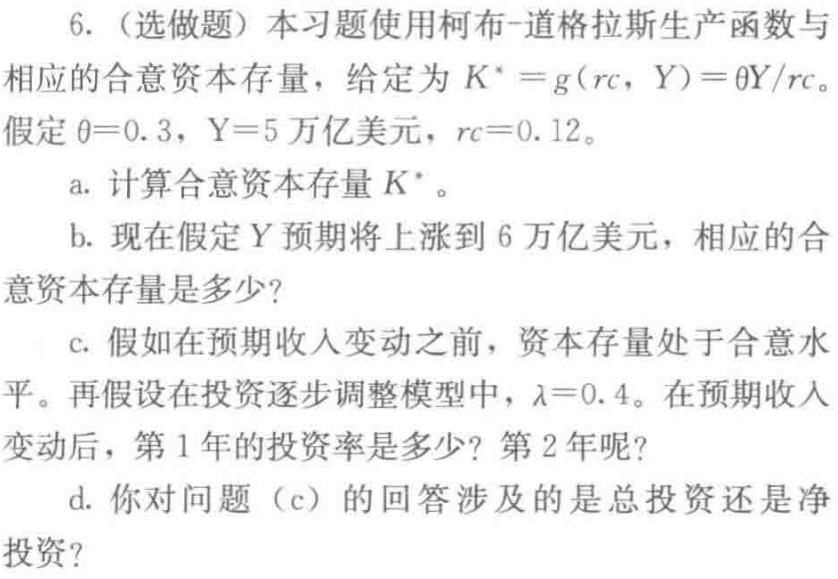 6.（选做题）本习题使用柯布-道格拉斯生产函数与
相应的合意资本存量，给定为 K* =g(rc, Y)=θY/rc。
假定 θ=0.3，Y=5 万亿美元，rc=0.12。
a. 计算合意资本存量 K*。
b. 现在假定 Y 预期将上涨到 6 万亿美元，相应的合
意资本存量是多少？
c. 假如在预期收入变动之前，资本存量处于合意水
平。再假设在投资逐步调整模型中，λ=0.4。在预期收入
变动后，第 1 年的投资率是多少？第 2 年呢？
d. 你对问题（c）的回答涉及的是总投资还是净
投资？